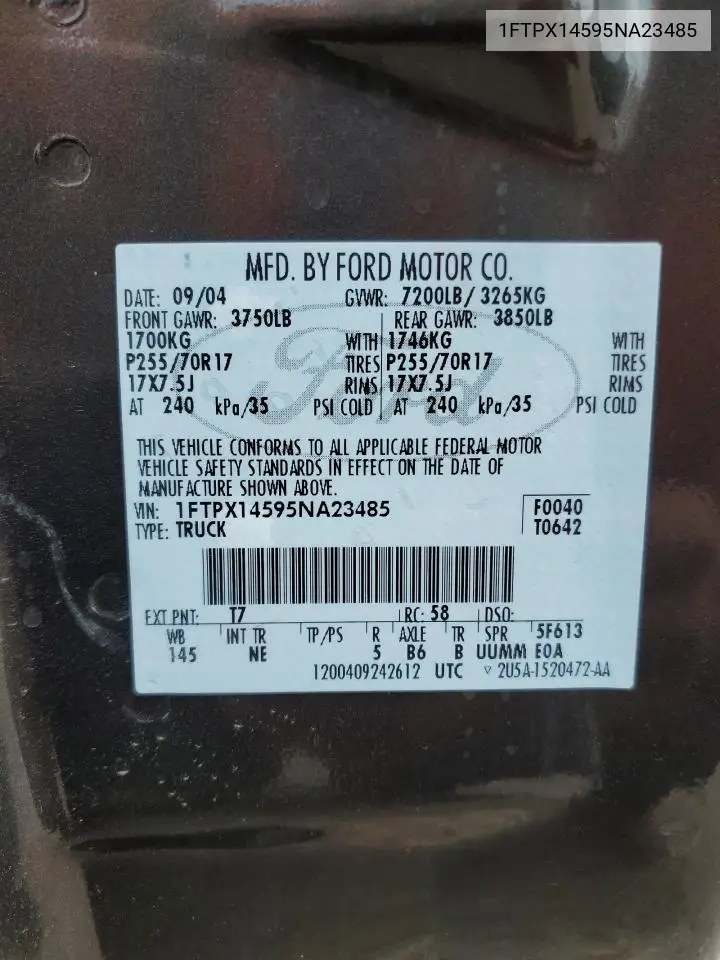 1FTPX14595NA23485
MFD. BY FORD MOTOR CO.
DATE: 09/04 GVWR: 7200LB/ 3265KG
FRONT GAWR: 3750LB REAR GAWR: 3850LB
1700KG WITH 1746KG WITH
P255/70R17 TIRES P255/70R17 TIRES
17X7.5J RIMS 17X7.5J RIMS
AT 240 kPa/35 PSI COLD AT 240 kPa/35 PSI COLD
THIS VEHICLE CONFORMS TO ALL APPLICABLE FEDERAL MOTOR
VEHICLE SAFETY STANDARDS IN EFFECT ON THE DATE OF
MANUFACTURE SHOWN ABOVE.
VIN: 1FTPX14595NA23485 F0040
TYPE: TRUCK T0642
EXT PNT: T7 RC: 58 DSO:
WB INT TR TP/PS R AXLE TR SPR 5F613
145 NE 5 B6 B UUMM E0A
1200409242612 UTC ▽ 2U5A-1520472-AA
Ford